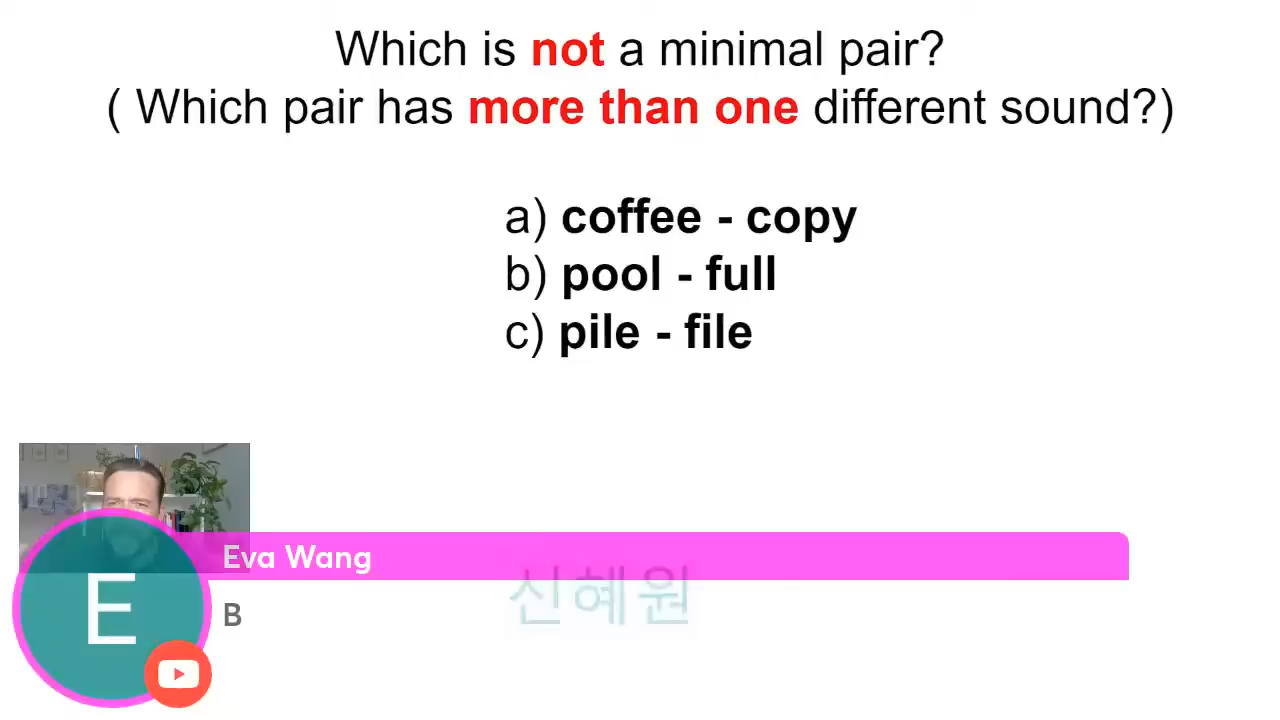 Which is not a minimal pair?
( Which pair has more than one different sound?)
a) coffee - copy
b) pool - full
c) pile - file
Eva Wang
신혜원
E
B